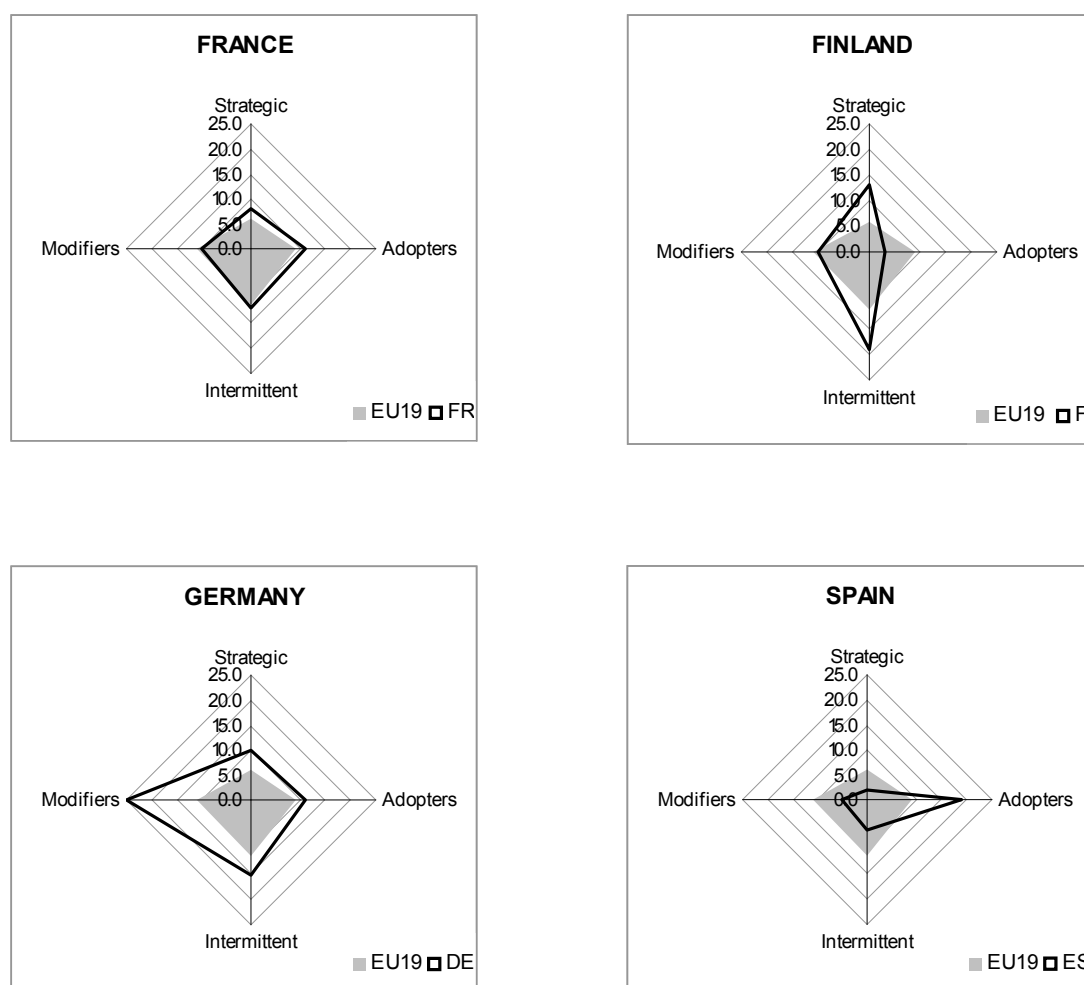 FRANCE
Strategic
25.0
20.0
15.0
10.0
5.0
0.0
Modifiers
Adopters
Intermittent
EU19 FR
FINLAND
Strategic
25.0
20.0
15.0
10.0
5.0
0.0
Modifiers
Adopters
Intermittent
EU19 F
GERMANY
Strategic
25.0
20.0
15.0
10.0
5.0
0.0
Modifiers
Adopters
Intermittent
EU19 DE
SPAIN
Strategic
25.0
20.0
15.0
10.0
5.0
0.0
Modifiers
Adopters
Intermittent
EU19 ES